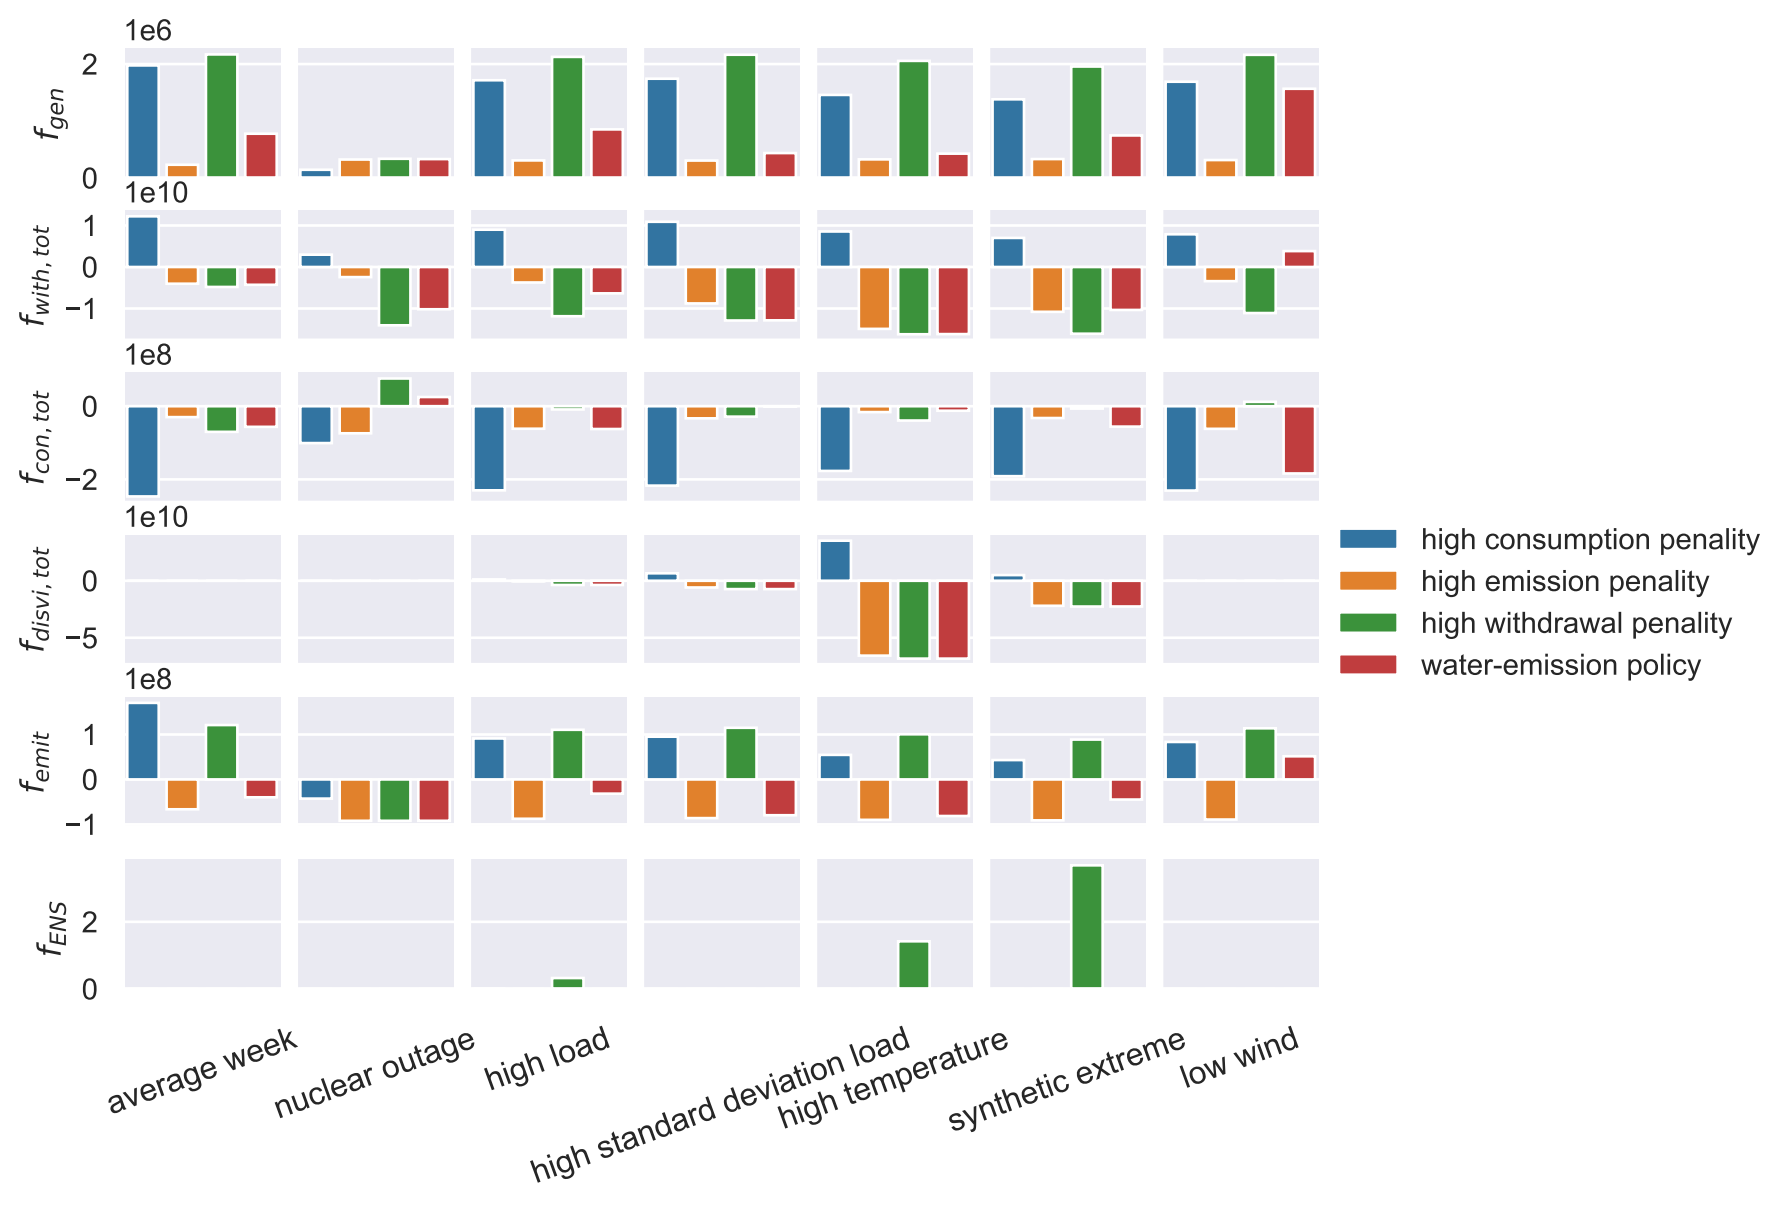 1e6
2
0
f_gen
1e10
1
0
−1
f_with, tot
1e8
0
−2
f_con, tot
1e10
0
−5
f_disvi, tot
1e8
1
0
−1
f_emit
2
0
f_ENS
high consumption penality
high emission penality
high withdrawal penality
water-emission policy
average week
nuclear outage
high load
high standard deviation load
high temperature
synthetic extreme
low wind